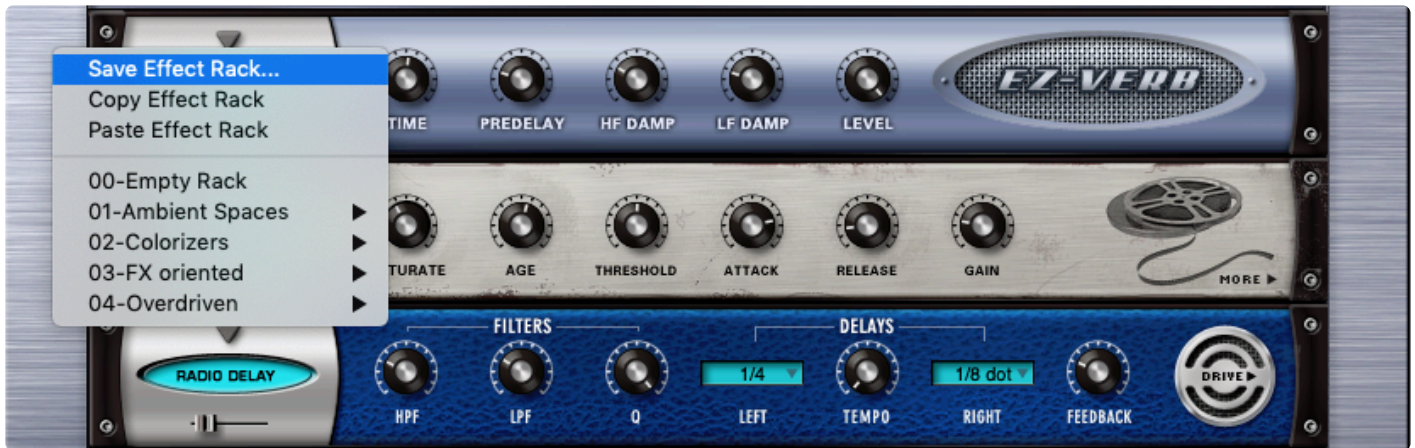 Save Effect Rack...
Copy Effect Rack
Paste Effect Rack
00-Empty Rack
01-Ambient Spaces
02-Colorizers
03-FX oriented
04-Overdriven
TIME PREDELAY HF DAMP LF DAMP LEVEL
EZ-VERB
TURATE AGE THRESHOLD ATTACK RELEASE GAIN
MORE
FILTERS DELAYS
RADIO DELAY
1/4 1/8 dot
DRIVE
HPF LPF Q LEFT TEMPO RIGHT FEEDBACK